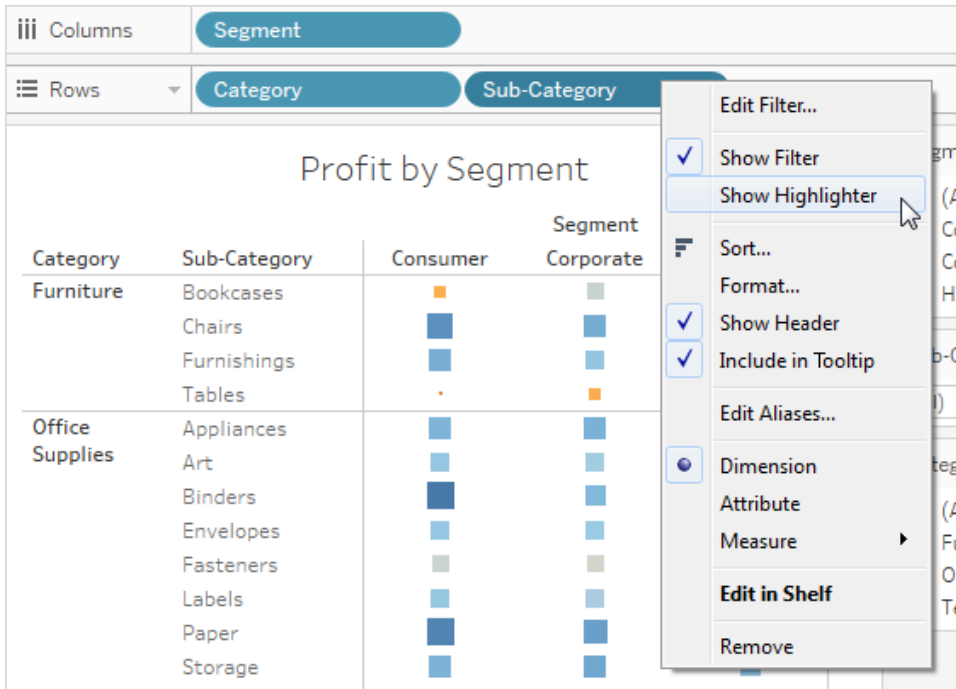 Columns Segment
Rows Category Sub-Category
Profit by Segment
Segment
Category Sub-Category Consumer Corporate
Furniture Bookcases
Chairs
Furnishings
Tables
Office Supplies Appliances
Art
Binders
Envelopes
Fasteners
Labels
Paper
Storage
Edit Filter...
Show Filter
Show Highlighter
Sort...
Format...
Show Header
Include in Tooltip
Edit Aliases...
Dimension
Attribute
Measure
Edit in Shelf
Remove